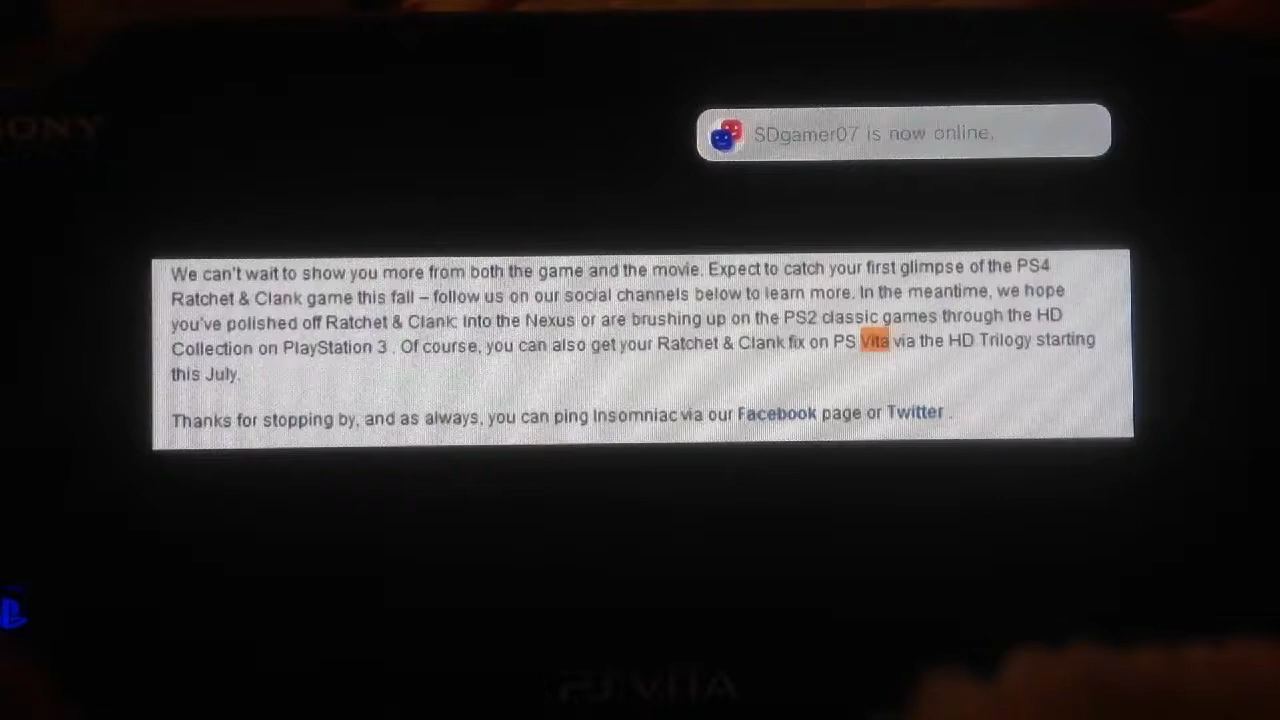 SONY
SDgamer07 is now online.
We can't wait to show you more from both the game and the movie. Expect to catch your first glimpse of the PS4
Ratchet & Clank game this fall – follow us on our social channels below to learn more. In the meantime, we hope
you've polished off Ratchet & Clank: Into the Nexus or are brushing up on the PS2 classic games through the HD
Collection on PlayStation 3 . Of course, you can also get your Ratchet & Clank fix on PS Vita via the HD Trilogy starting
this July.
Thanks for stopping by, and as always, you can ping Insomniac via our Facebook page or Twitter .
PSVITA